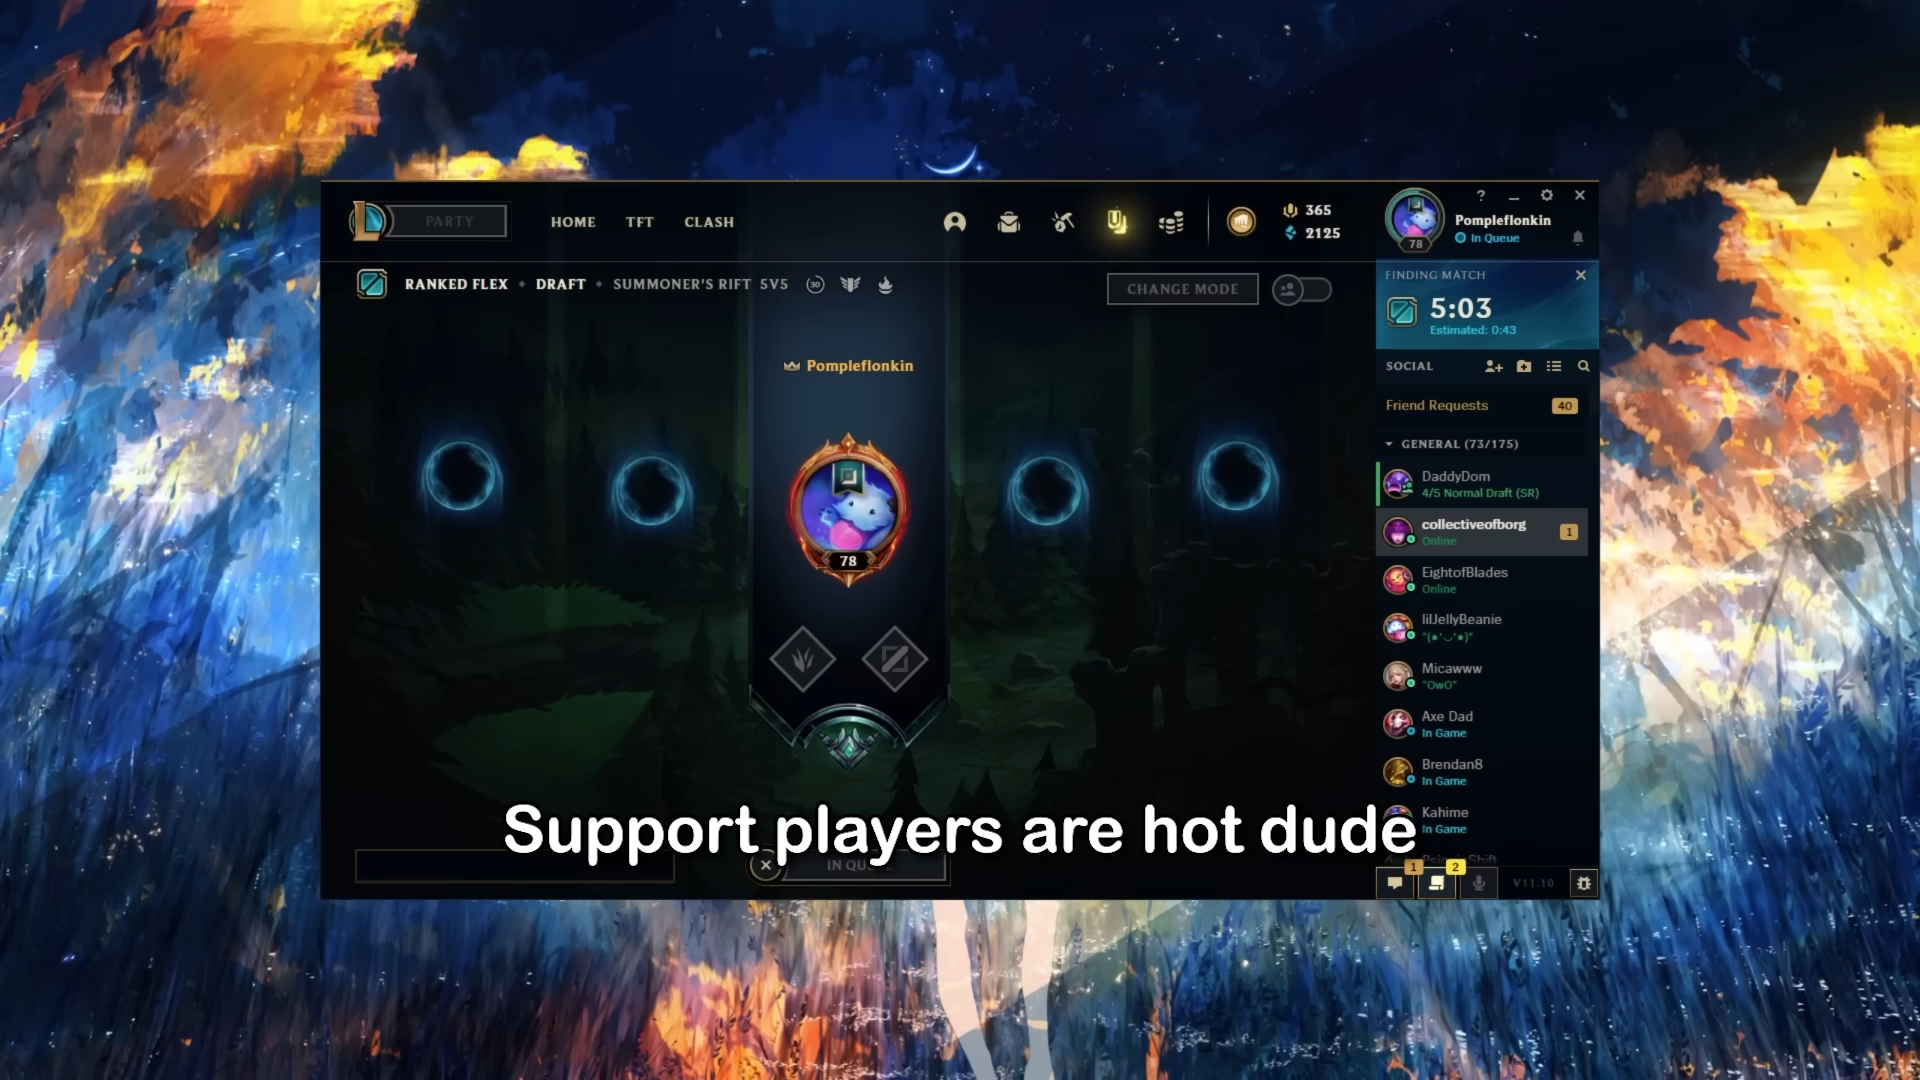 PARTY
HOME
TFT
CLASH
365
2125
?
Pompleflonkin
In Queue
78
RANKED FLEX • DRAFT • SUMMONER'S RIFT 5V5
30
CHANGE MODE
FINDING MATCH
5:03
Estimated: 0:43
SOCIAL
Friend Requests
40
GENERAL (73/175)
Pompleflonkin
78
DaddyDom
4/5 Normal Draft (SR)
collectiveofborg
Online
1
EightofBlades
Online
lilJellyBeanie
"(●'◡'●)"
Micawww
"OwO"
Axe Dad
In Game
Brendan8
In Game
Kahime
In Game
Support players are hot dude
1
2
V11.10